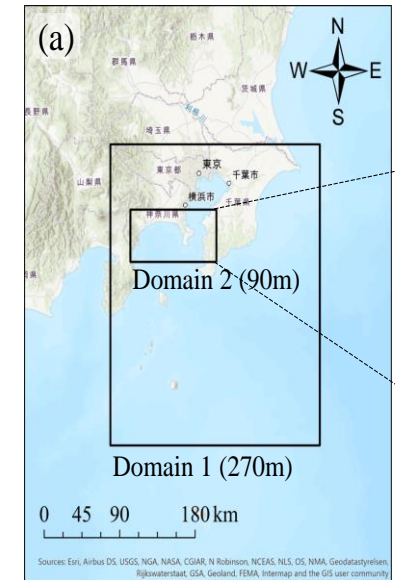 (a)
N
W E
S
栃木県
群馬県
茨城県
長野県
利根川
埼玉県
東京都
東京
千葉市
山梨県
横浜市
千葉県
神奈川県
Domain 2 (90m)
Domain 1 (270m)
0 45 90 180 km
Sources: Esri, Airbus DS, USGS, NGA, NASA, CGIAR, N Robinson, NCEAS, NLS, OS, NMA, Geodatastyrelsen,
Rijkswaterstaat, GSA, Geoland, FEMA, Intermap and the GIS user community